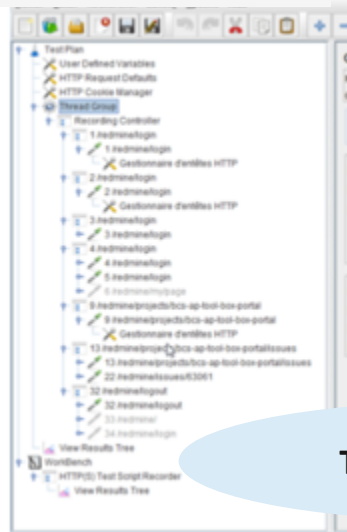 Test Plan
User Defined Variables
HTTP Request Defaults
HTTP Cookie Manager
Thread Group
Recording Controller
1 /redmine/login
1 /redmine/login
Gestionnaire d'entêtes HTTP
2 /redmine/login
2 /redmine/login
Gestionnaire d'entêtes HTTP
3 /redmine/login
3 /redmine/login
4 /redmine/login
4 /redmine/login
5 /redmine/login
6 /redmine/my/page
9 /redmine/projects/bcs-ap-tool-box-portal
9 /redmine/projects/bcs-ap-tool-box-portal
Gestionnaire d'entêtes HTTP
13 /redmine/projects/bcs-ap-tool-box-portal/issues
13 /redmine/projects/bcs-ap-tool-box-portal/issues
22 /redmine/issues/63061
32 /redmine/logout
32 /redmine/logout
33 /redmine/
34 /redmine/login
View Results Tree
WorkBench
HTTP(S) Test Script Recorder
View Results Tree